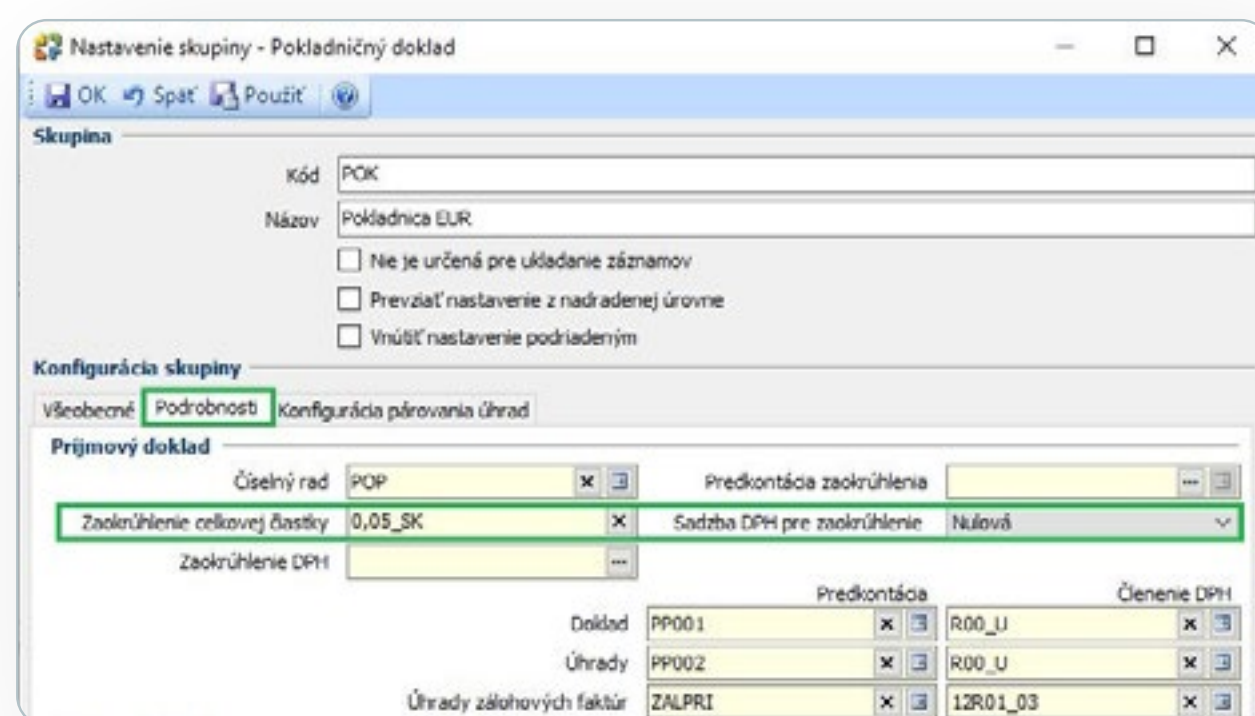 Nastavenie skupiny - Pokladničný doklad
OK Späť Použiť
Skupina
Kód POK
Názov Pokladnica EUR
Nie je určená pre ukladanie záznamov
Prevziať nastavenie z nadradenej úrovne
Vnútiť nastavenie podriadeným
Konfigurácia skupiny
Všeobecné Podrobnosti Konfigurácia párovania úhrad
Príjmový doklad
Číselný rad POP Predkontácia zaokrúhlenia
Zaokrúhlenie celkovej čiastky 0,05_SK Sadzba DPH pre zaokrúhlenie Nulová
Zaokrúhlenie DPH
Predkontácia Členenie DPH
Doklad PP001 R00_U
Úhrady PP002 R00_U
Úhrady zálohových faktúr ZALPRI 12R01_03